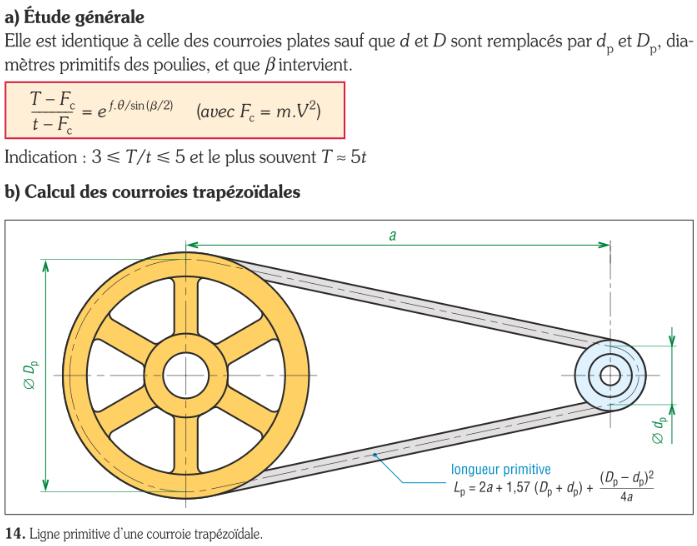 a) Étude générale
Elle est identique à celle des courroies plates sauf que d et D sont remplacés par dp et Dp, dia-
mètres primitifs des poulies, et que β intervient.
(T – Fc)/(t – Fc) = e^(f.θ/sin(β/2)) (avec Fc = m.V²)
Indication : 3 ⩽ T/t ⩽ 5 et le plus souvent T ≈ 5t
b) Calcul des courroies trapézoïdales
a
Ø Dp
Ø dp
longueur primitive
Lp = 2a + 1,57 (Dp + dp) + (Dp – dp)²/4a
14. Ligne primitive d'une courroie trapézoïdale.